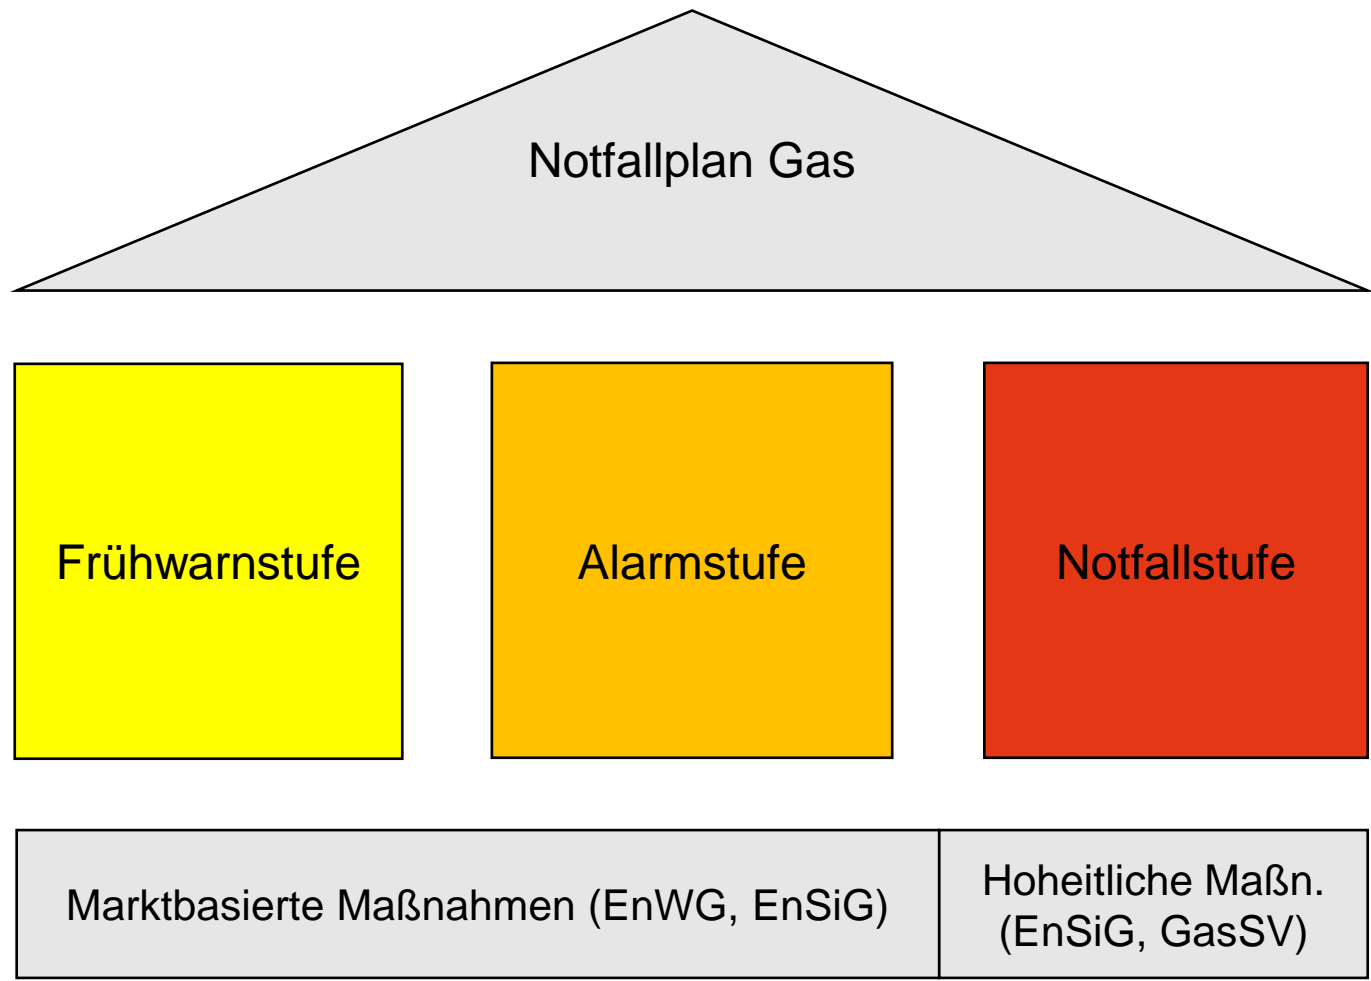 Notfallplan Gas
Frühwarnstufe
Alarmstufe
Notfallstufe
Marktbasierte Maßnahmen (EnWG, EnSiG)
Hoheitliche Maßn.
(EnSiG, GasSV)